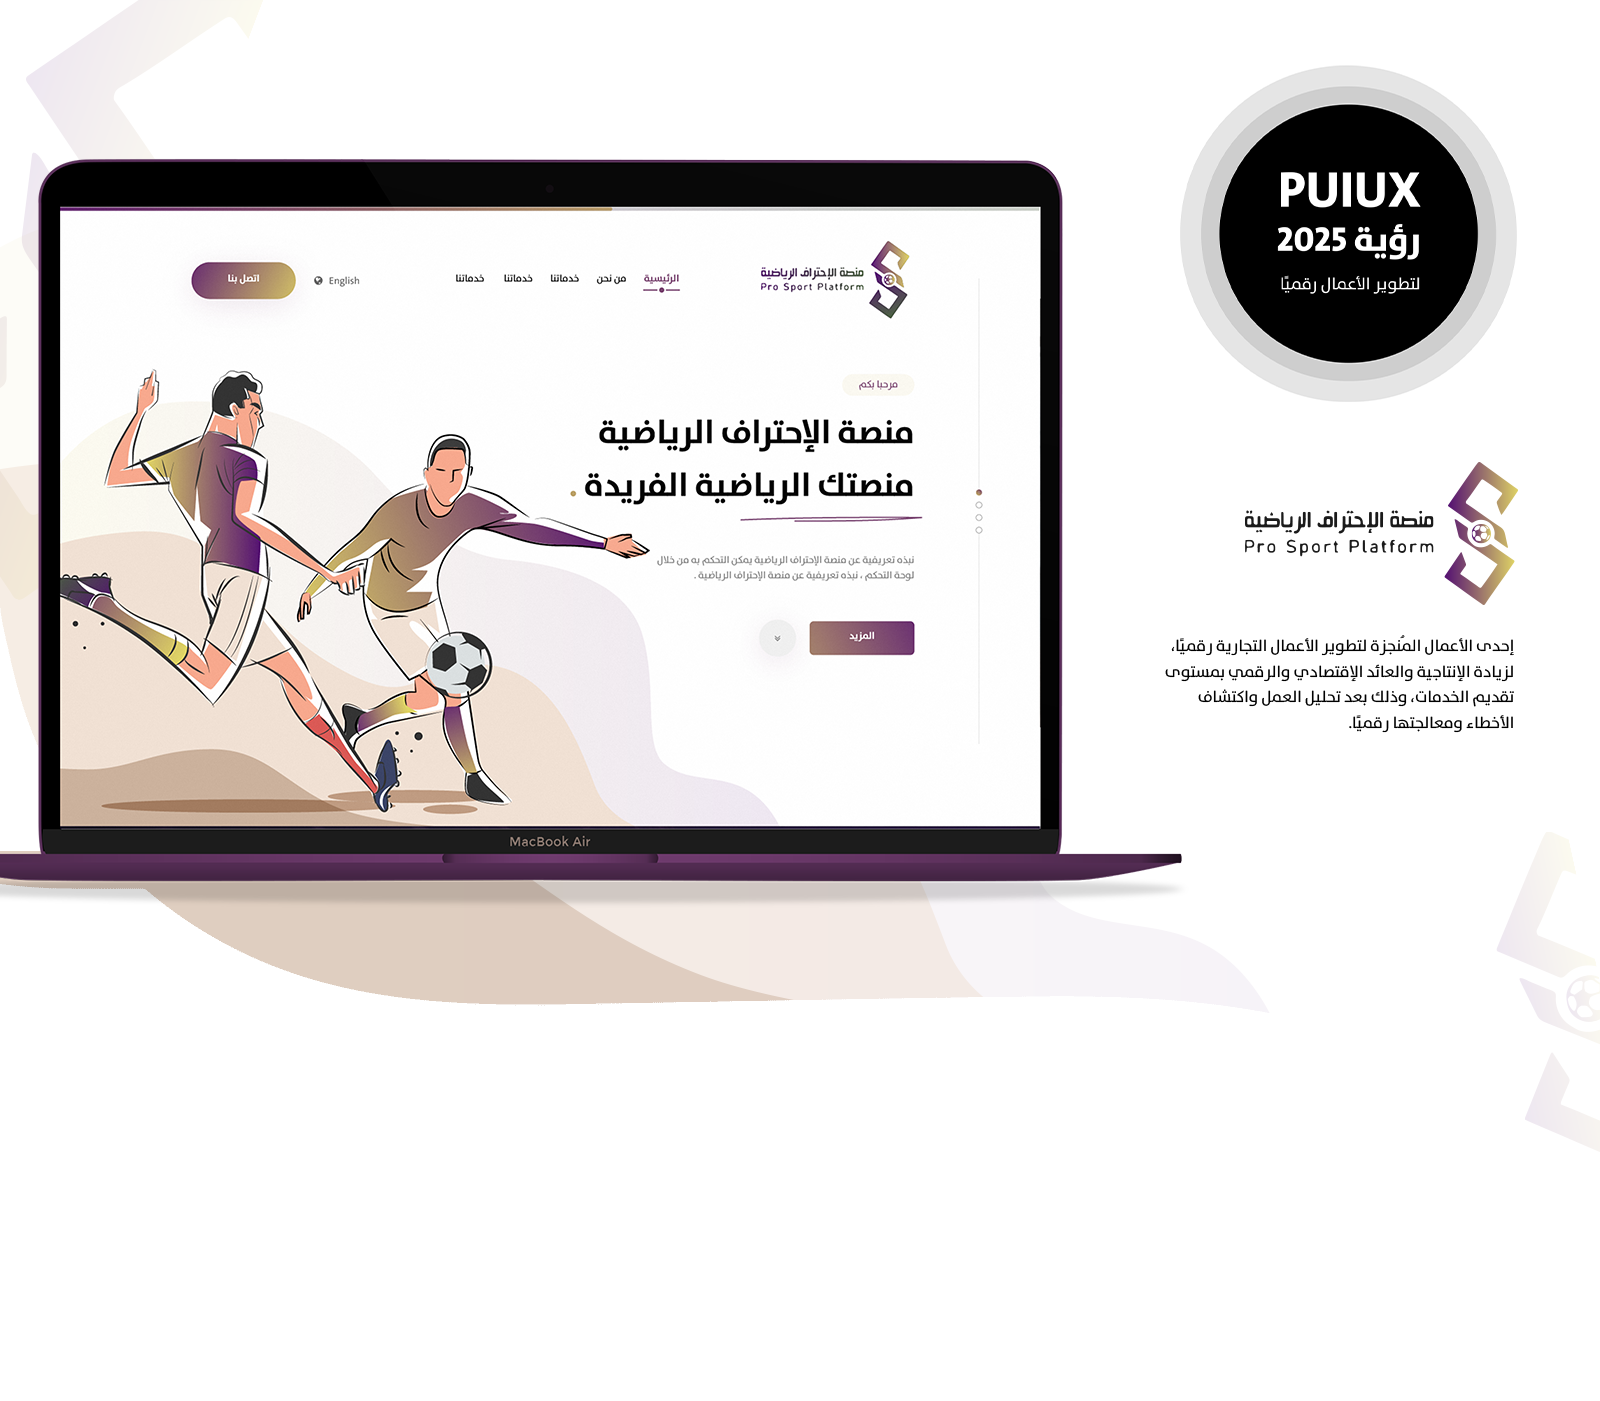 PUIUX
رؤية 2025
لتطوير الأعمال رقميًا
منصة الإحتراف الرياضية
Pro Sport Platform
إحدى الأعمال المُنجزة لتطوير الأعمال التجارية رقميًا،
لزيادة الإنتاجية والعائد الإقتصادي والرقمي بمستوى
تقديم الخدمات، وذلك بعد تحليل العمل واكتشاف
الأخطاء ومعالجتها رقميًا.
منصة الإحتراف الرياضية
Pro Sport Platform
الرئيسية
من نحن
خدماتنا
خدماتنا
خدماتنا
English
اتصل بنا
مرحبا بكم
منصة الإحتراف الرياضية
منصتك الرياضية الفريدة .
نبذه تعريفية عن منصة الإحتراف الرياضية يمكن التحكم به من خلال
لوحة التحكم ، نبذه تعريفية عن منصة الإحتراف الرياضية .
المزيد
MacBook Air